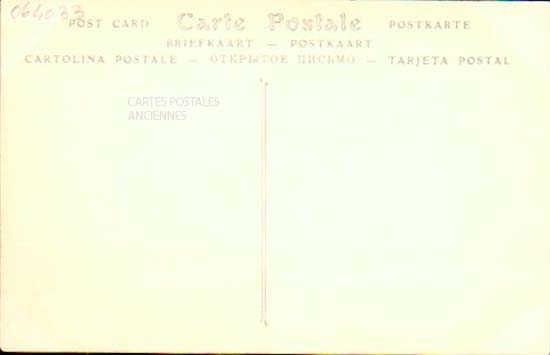 064033
POST CARD Carte Postale POSTKARTE
BRIEFKAART — POSTKAART
CARTOLINA POSTALE — ОТКРЫТОЕ ПИСЬМО — TARJETA POSTAL
CARTES POSTALES
ANCIENNES